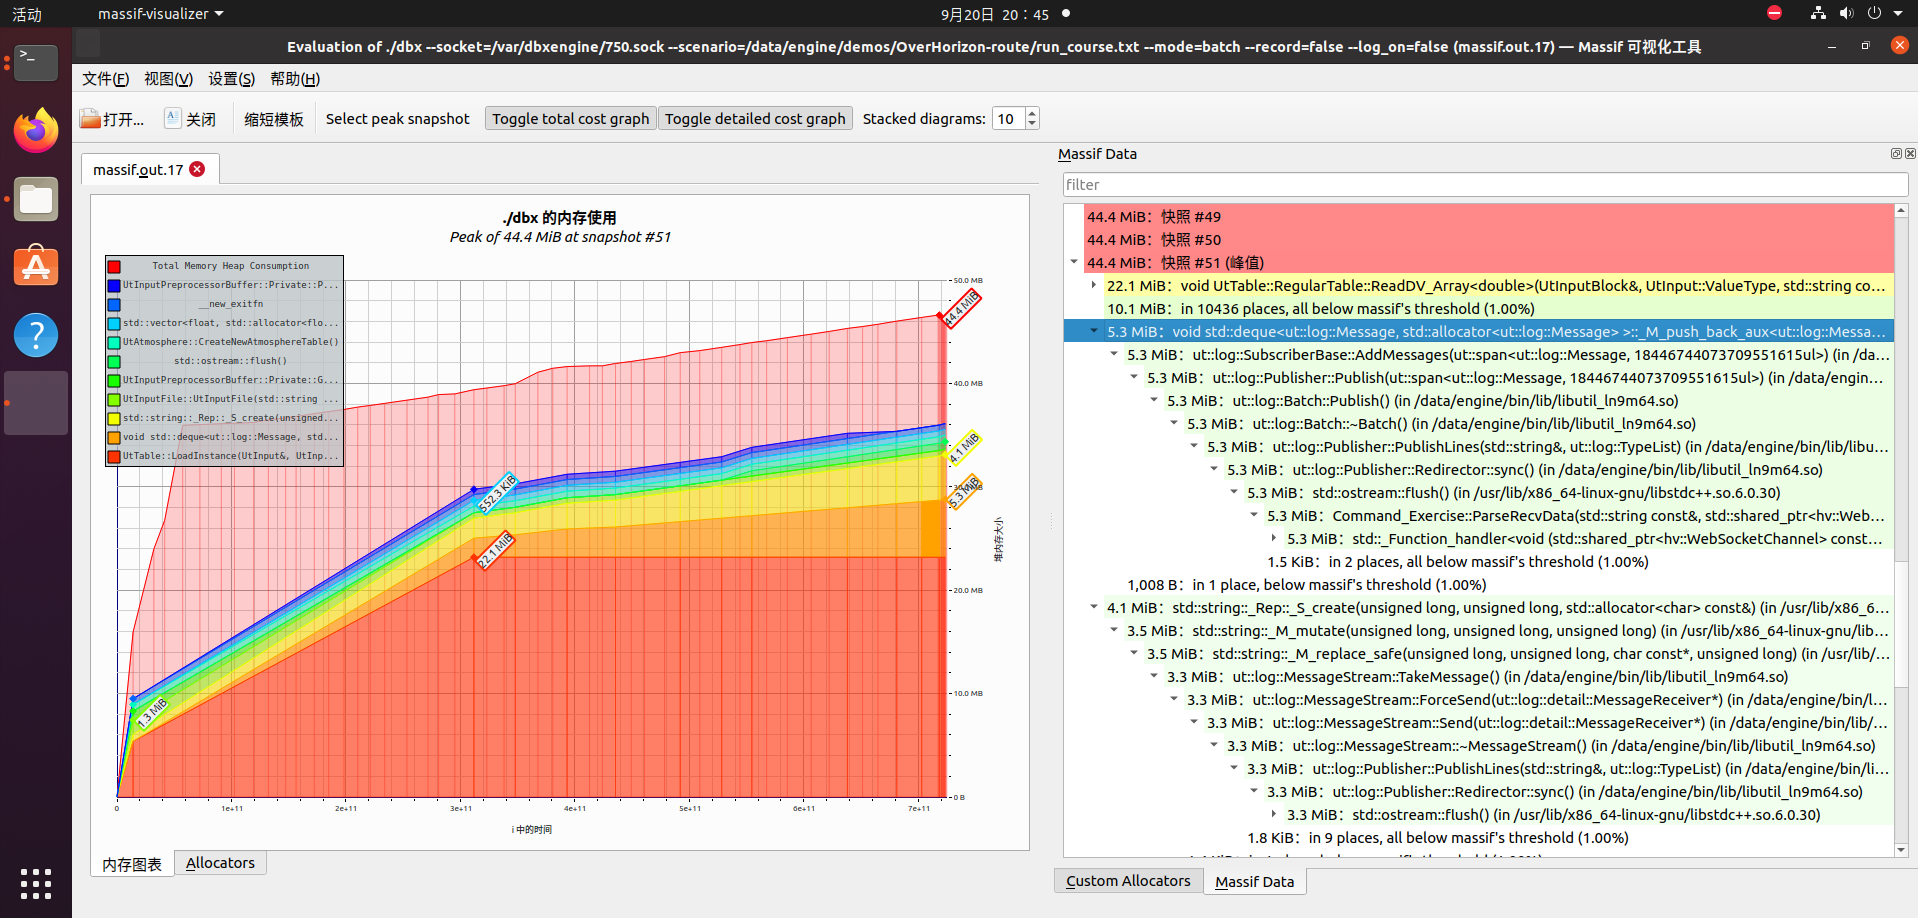 活动
massif-visualizer
9月20日 20：45
Evaluation of ./dbx --socket=/var/dbxengine/750.sock --scenario=/data/engine/demos/OverHorizon-route/run_course.txt --mode=batch --record=false --log_on=false (massif.out.17) — Massif 可视化工具
文件(F) 视图(V) 设置(S) 帮助(H)
打开... 关闭 缩短模板 Select peak snapshot Toggle total cost graph Toggle detailed cost graph Stacked diagrams: 10
massif.out.17
./dbx 的内存使用
Peak of 44.4 MiB at snapshot #51
Total Memory Heap Consumption
UtInputPreprocessorBuffer::Private::P...
__new_exitfn
std::vector<float, std::allocator<flo...
UtAtmosphere::CreateNewAtmosphereTable()
std::ostream::flush()
UtInputPreprocessorBuffer::Private::G...
UtInputFile::UtInputFile(std::string ...
std::string::_Rep::_S_create(unsigned...
void std::deque<ut::log::Message, std...
UtTable::LoadInstance(UtInput&, UtInp...
50.0 MB
40.0 MB
20.0 MB
10.0 MB
0 B
44.4 MiB
4.1 MiB
5.3 MiB
552.3 KiB
22.1 MiB
1.3 MiB
堆内存大小
0 1e+11 2e+11 3e+11 4e+11 5e+11 6e+11 7e+11
i 中的时间
内存图表 Allocators
Massif Data
filter
44.4 MiB：快照 #49
44.4 MiB：快照 #50
44.4 MiB：快照 #51 (峰值)
22.1 MiB：void UtTable::RegularTable::ReadDV_Array<double>(UtInputBlock&, UtInput::ValueType, std::string co...
10.1 MiB：in 10436 places, all below massif's threshold (1.00%)
5.3 MiB：void std::deque<ut::log::Message, std::allocator<ut::log::Message> >::_M_push_back_aux<ut::log::Messa...
5.3 MiB：ut::log::SubscriberBase::AddMessages(ut::span<ut::log::Message, 18446744073709551615ul>) (in /da...
5.3 MiB：ut::log::Publisher::Publish(ut::span<ut::log::Message, 18446744073709551615ul>) (in /data/engin...
5.3 MiB：ut::log::Batch::Publish() (in /data/engine/bin/lib/libutil_ln9m64.so)
5.3 MiB：ut::log::Batch::~Batch() (in /data/engine/bin/lib/libutil_ln9m64.so)
5.3 MiB：ut::log::Publisher::PublishLines(std::string&, ut::log::TypeList) (in /data/engine/bin/lib/libu...
5.3 MiB：ut::log::Publisher::Redirector::sync() (in /data/engine/bin/lib/libutil_ln9m64.so)
5.3 MiB：std::ostream::flush() (in /usr/lib/x86_64-linux-gnu/libstdc++.so.6.0.30)
5.3 MiB：Command_Exercise::ParseRecvData(std::string const&, std::shared_ptr<hv::Web...
5.3 MiB：std::_Function_handler<void (std::shared_ptr<hv::WebSocketChannel> const...
1.5 KiB：in 2 places, all below massif's threshold (1.00%)
1,008 B：in 1 place, below massif's threshold (1.00%)
4.1 MiB：std::string::_Rep::_S_create(unsigned long, unsigned long, std::allocator<char> const&) (in /usr/lib/x86_6...
3.5 MiB：std::string::_M_mutate(unsigned long, unsigned long, unsigned long) (in /usr/lib/x86_64-linux-gnu/lib...
3.5 MiB：std::string::_M_replace_safe(unsigned long, unsigned long, char const*, unsigned long) (in /usr/lib/...
3.3 MiB：ut::log::MessageStream::TakeMessage() (in /data/engine/bin/lib/libutil_ln9m64.so)
3.3 MiB：ut::log::MessageStream::ForceSend(ut::log::detail::MessageReceiver*) (in /data/engine/bin/l...
3.3 MiB：ut::log::MessageStream::Send(ut::log::detail::MessageReceiver*) (in /data/engine/bin/lib/...
3.3 MiB：ut::log::MessageStream::~MessageStream() (in /data/engine/bin/lib/libutil_ln9m64.so)
3.3 MiB：ut::log::Publisher::PublishLines(std::string&, ut::log::TypeList) (in /data/engine/bin/li...
3.3 MiB：ut::log::Publisher::Redirector::sync() (in /data/engine/bin/lib/libutil_ln9m64.so)
3.3 MiB：std::ostream::flush() (in /usr/lib/x86_64-linux-gnu/libstdc++.so.6.0.30)
1.8 KiB：in 9 places, all below massif's threshold (1.00%)
Custom Allocators Massif Data